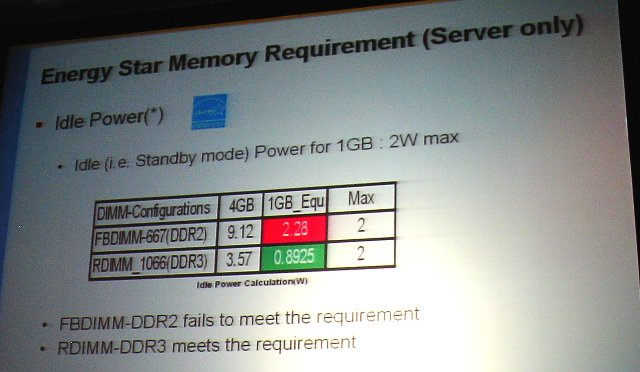 Energy Star Memory Requirement (Server only)
Idle Power(*)
Idle (i.e. Standby mode) Power for 1GB : 2W max
DIMM-Configurations 4GB 1GB_Equ Max
FBDIMM-667(DDR2) 9.12 2.28 2
RDIMM_1066(DDR3) 3.57 0.8925 2
Idle Power Calculation(W)
FBDIMM-DDR2 fails to meet the requirement
RDIMM-DDR3 meets the requirement